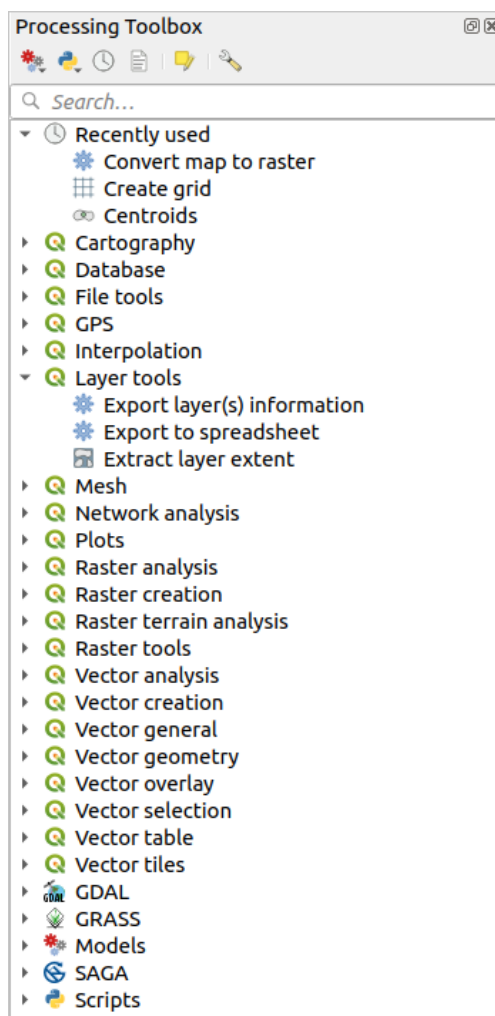 Processing Toolbox
Search...
Recently used
Convert map to raster
Create grid
Centroids
Cartography
Database
File tools
GPS
Interpolation
Layer tools
Export layer(s) information
Export to spreadsheet
Extract layer extent
Mesh
Network analysis
Plots
Raster analysis
Raster creation
Raster terrain analysis
Raster tools
Vector analysis
Vector creation
Vector general
Vector geometry
Vector overlay
Vector selection
Vector table
Vector tiles
GDAL GDAL
GRASS
Models
SAGA
Scripts